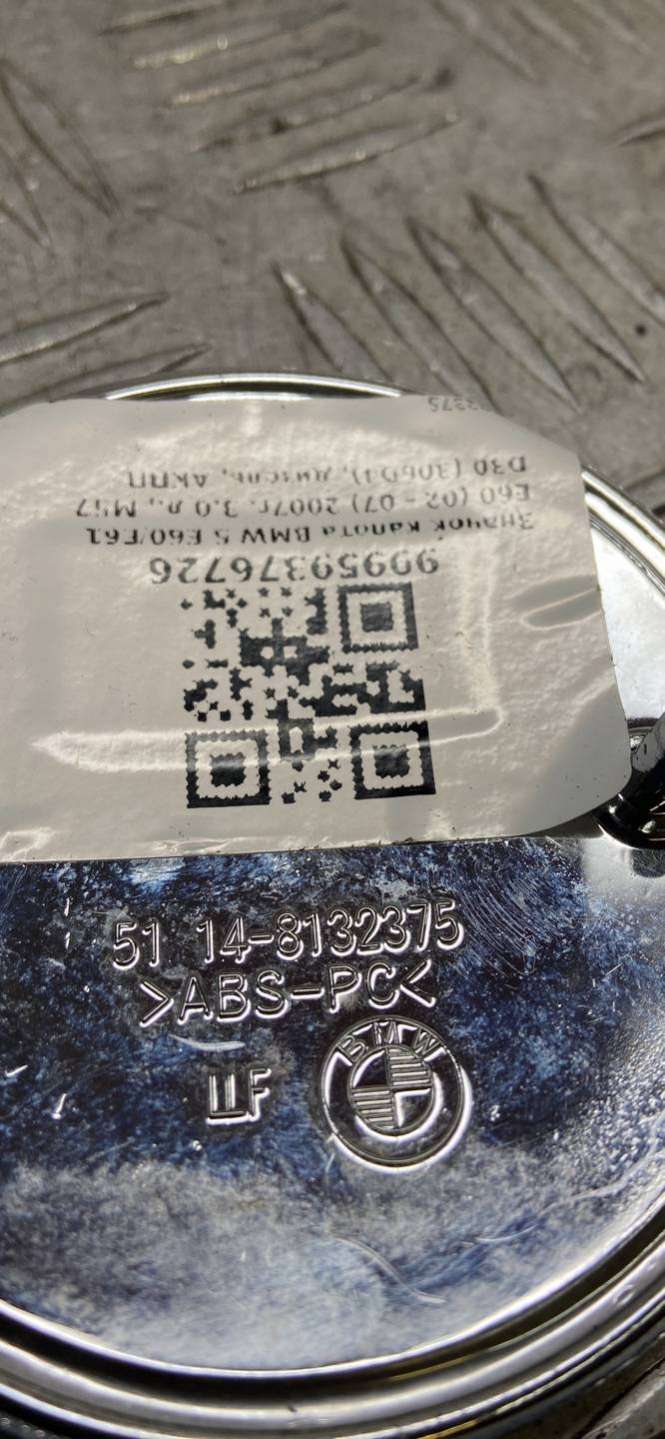 99959376726
Значок капота BMW 5 E60/E61
E60 (02 - 07) 2007г. 3.0 л., M57
D30 дизель, АКПП.
51 14-8132375
>ABS-PC<
BMW